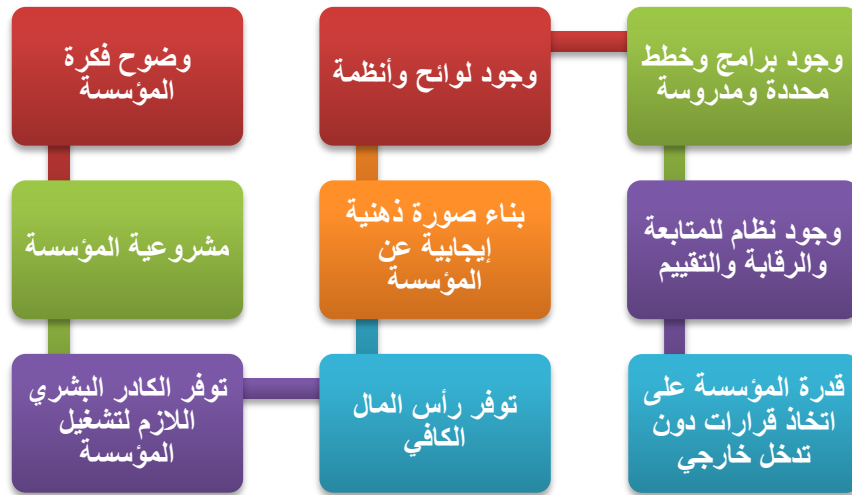 وضوح فكرة
المؤسسة
مشروعية المؤسسة
توفر الكادر البشري
اللازم لتشغيل
المؤسسة
توفر رأس المال
الكافي
بناء صورة ذهنية
إيجابية عن
المؤسسة
وجود لوائح وأنظمة
وجود برامج وخطط
محددة ومدروسة
وجود نظام للمتابعة
والرقابة والتقييم
قدرة المؤسسة على
اتخاذ قرارات دون
تدخل خارجي